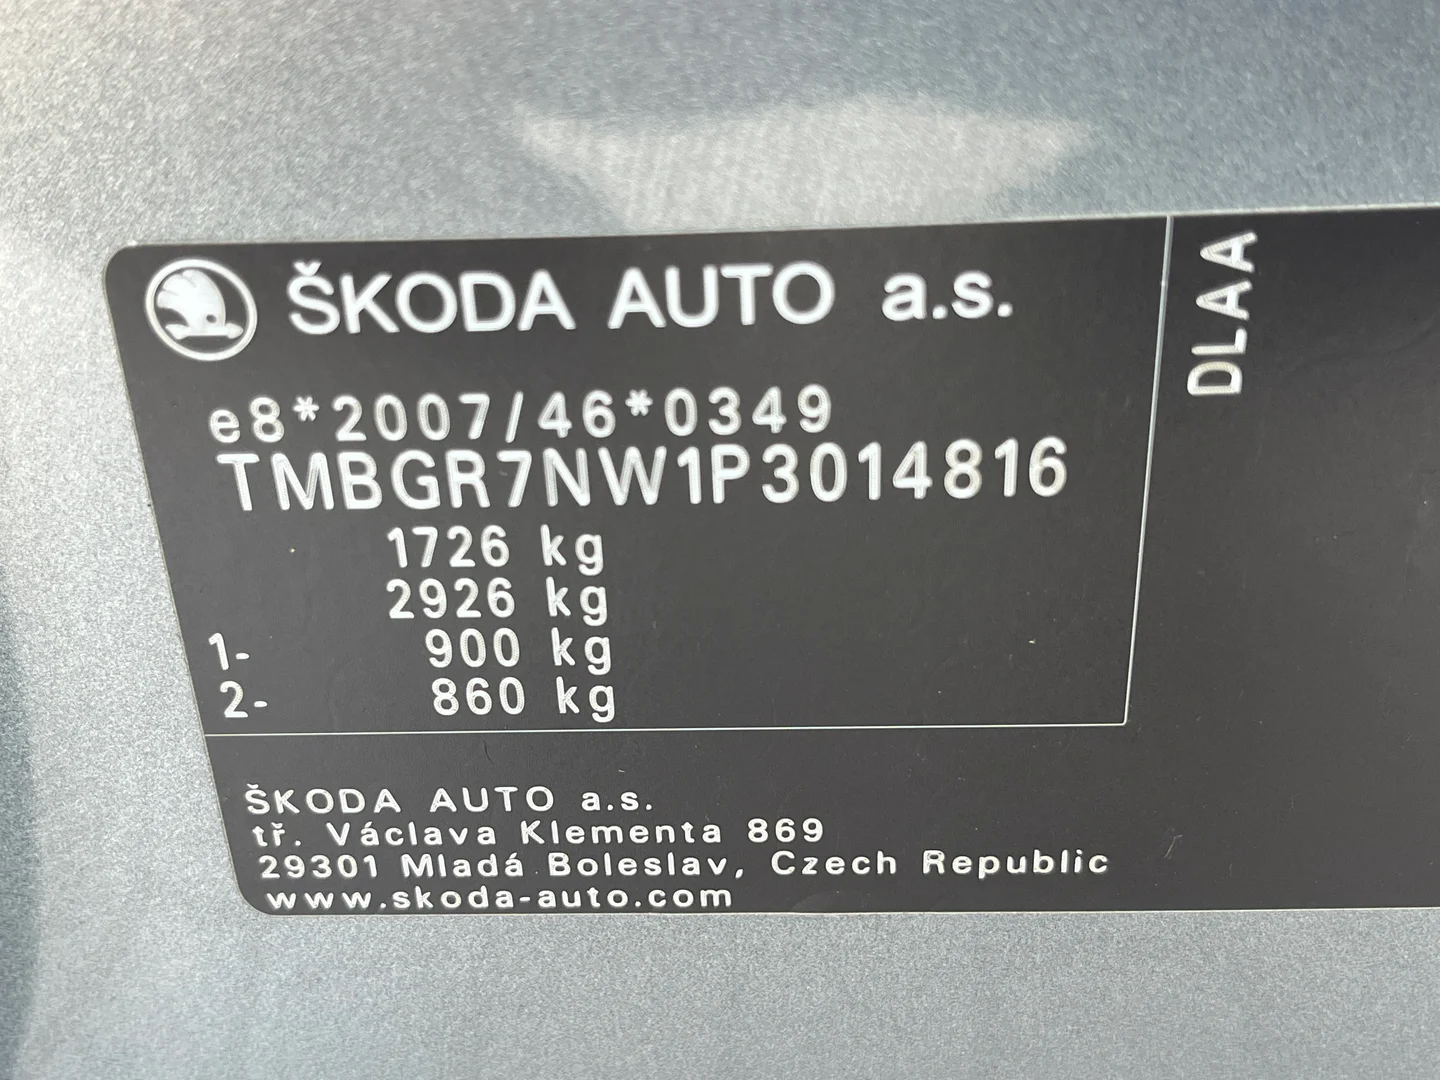 ŠKODA AUTO a.s.
e8*2007/46*0349
TMBGR7NW1P3014816
1726 kg
2926 kg
1- 900 kg
2- 860 kg
DLAA
ŠKODA AUTO a.s.
tř. Václava Klementa 869
29301 Mladá Boleslav, Czech Republic
www.skoda-auto.com